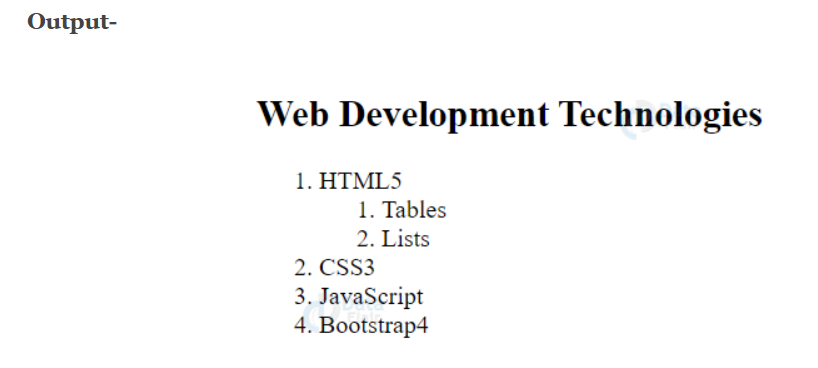 Output-
Web Development Technologies
1. HTML5
1. Tables
2. Lists
2. CSS3
3. JavaScript
4. Bootstrap4